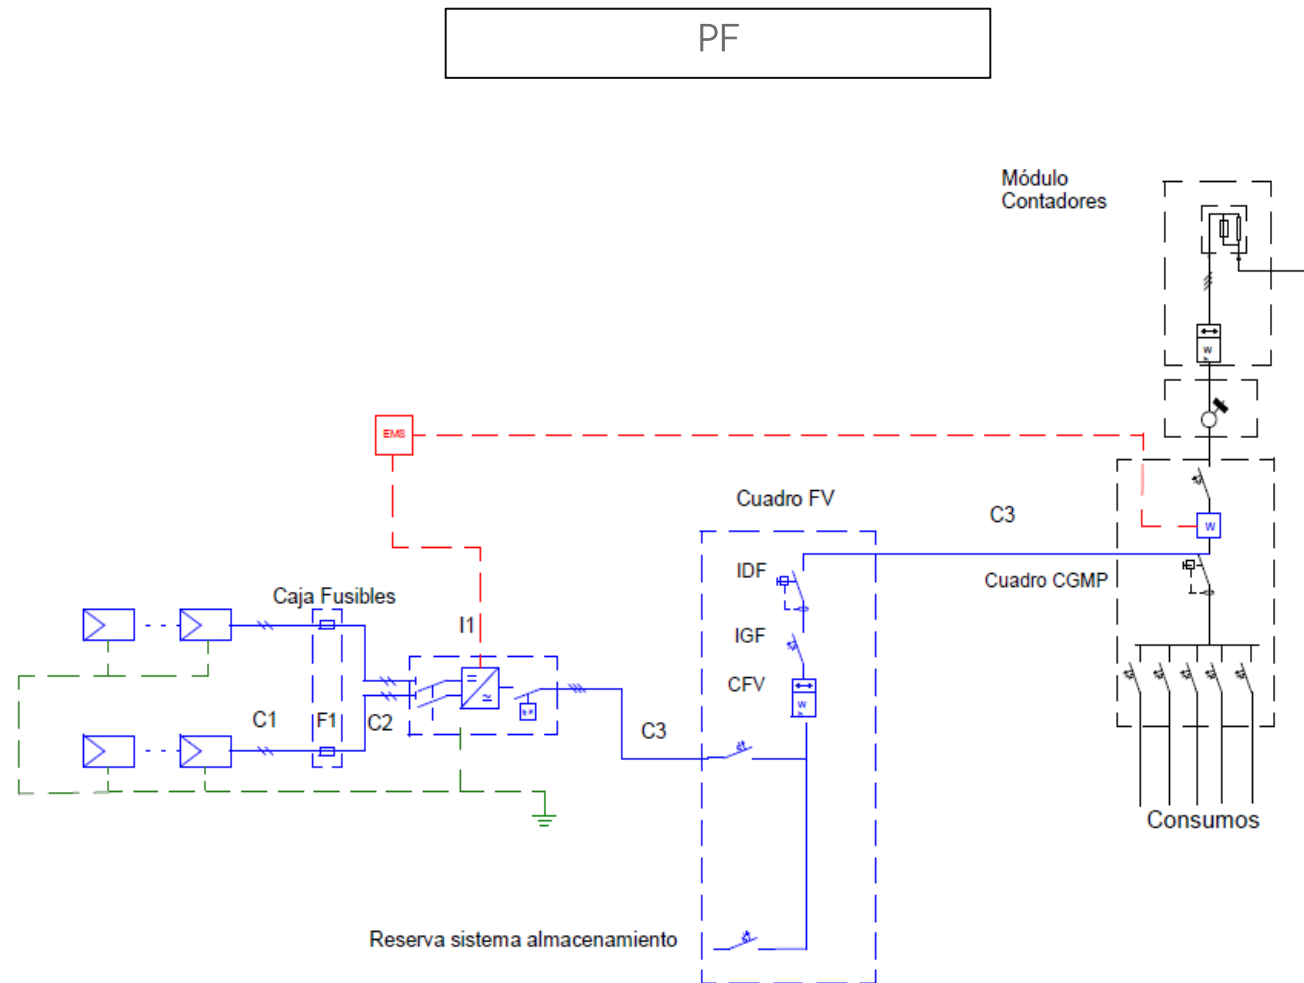 PF
Módulo
Contadores
W
h
EMS
Cuadro FV
C3
W
IDF
Cuadro CGMP
Caja Fusibles
I1
IGF
CFV
W
h
C1
F1
C2
C3
Consumos
Reserva sistema almacenamiento